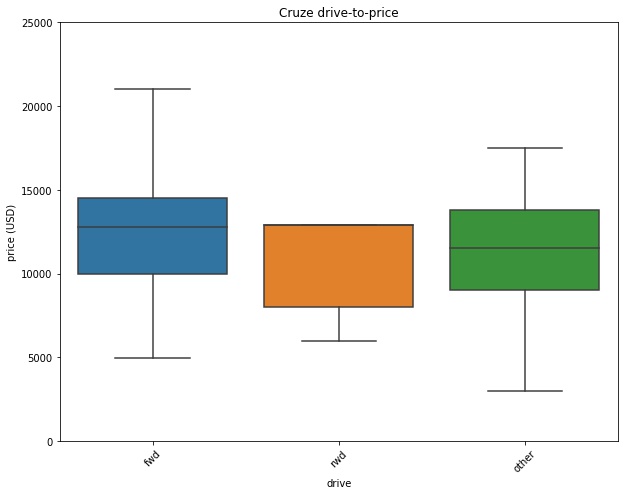 Cruze drive-to-price
25000
20000
15000
10000
5000
0
price (USD)
fwd
rwd
other
drive